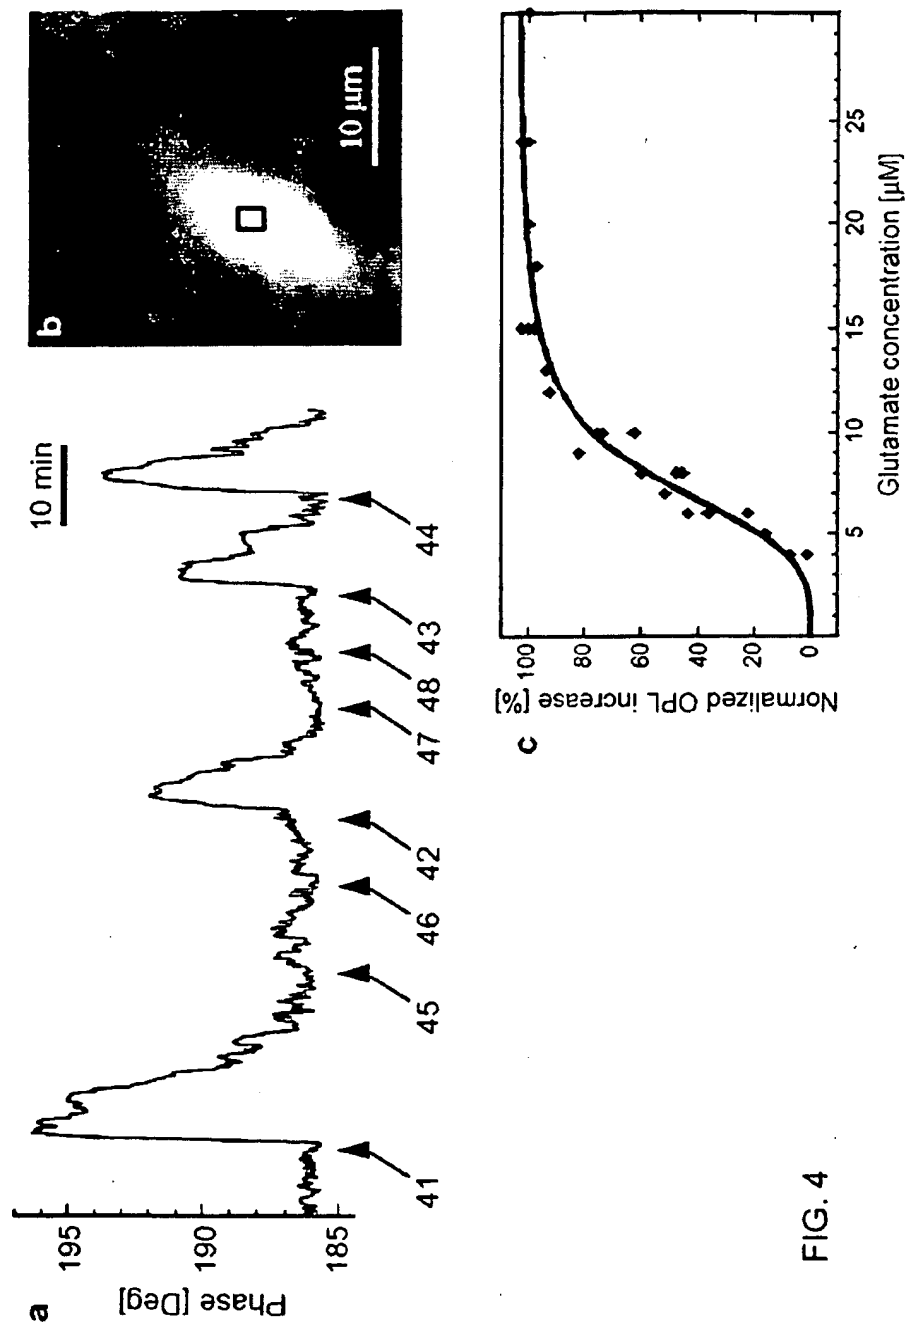 a
Phase [Deg]
195
190
185
10 min
41
45
46
42
47
48
43
44
b
10 µm
c
Normalized OPL increase [%]
100
80
60
40
20
0
5
10
15
20
25
Glutamate concentration [µM]
FIG. 4